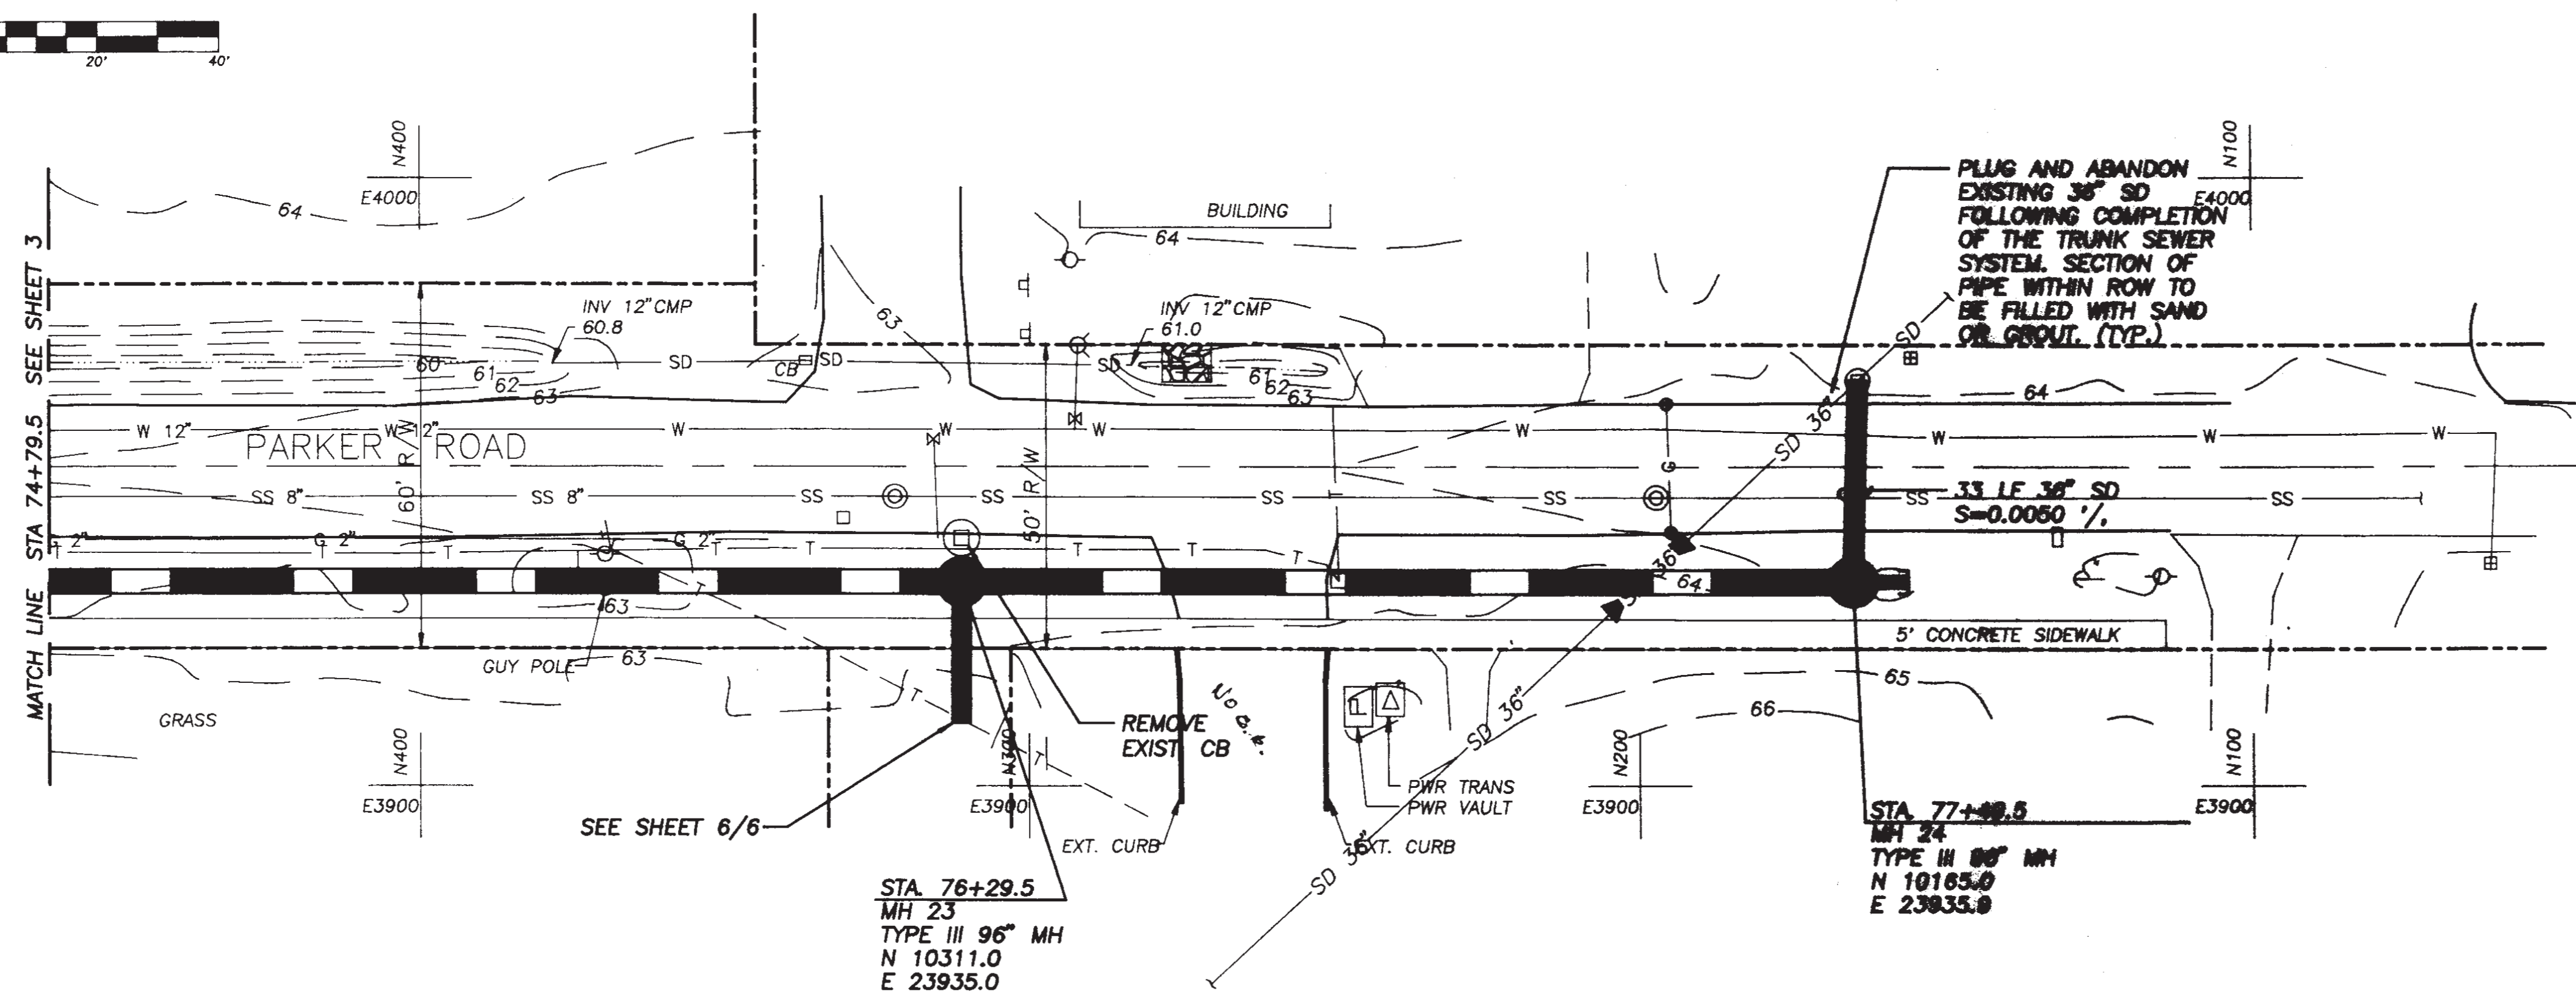 20' 40'
MATCH LINE STA 74+79.5 SEE SHEET 3
N400
E4000
64
INV 12"CMP
60.8
60
61
62
63
SD
CB
SD
63
BUILDING
64
INV 12"CMP
61.0
SD
61
62
63
PLUG AND ABANDON
EXISTING 36" SD
FOLLOWING COMPLETION
OF THE TRUNK SEWER
SYSTEM. SECTION OF
PIPE WITHIN ROW TO
BE FILLED WITH SAND
OR GROUT. (TYP.)
N100
E4000
SD
64
W 12" W 12" W W W W W W W
PARKER ROAD
60' R/W
50' R/W
G
SD 36"
SS 8" SS 8" SS SS SS SS SS SS
33 LF 36" SD
S=0.0050 '/,
G 2" G 2" G 2"
T T T T T T T T
36"
64
63
T
5' CONCRETE SIDEWALK
GUY POLE
63
T
GRASS
REMOVE
EXIST CB
SD 36"
65
66
N400
E3900
N300
E3900
T
PWR TRANS
PWR VAULT
N200
E3900
N100
E3900
SEE SHEET 6/6
EXT. CURB
EXT. CURB
SD 36"
STA. 76+29.5
MH 23
TYPE III 96" MH
N 10311.0
E 23935.0
STA. 77+
MH 24
TYPE III MH
N 10165.0
E